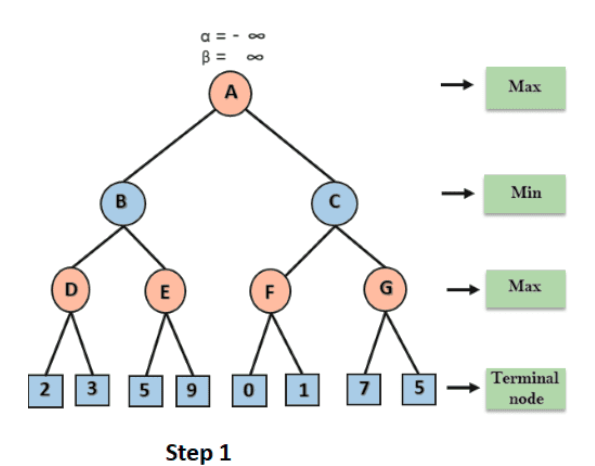 α = - ∞
β = ∞
A
Max
B
C
Min
D
E
F
G
Max
2 3 5 9 0 1 7 5
Terminal
node
Step 1